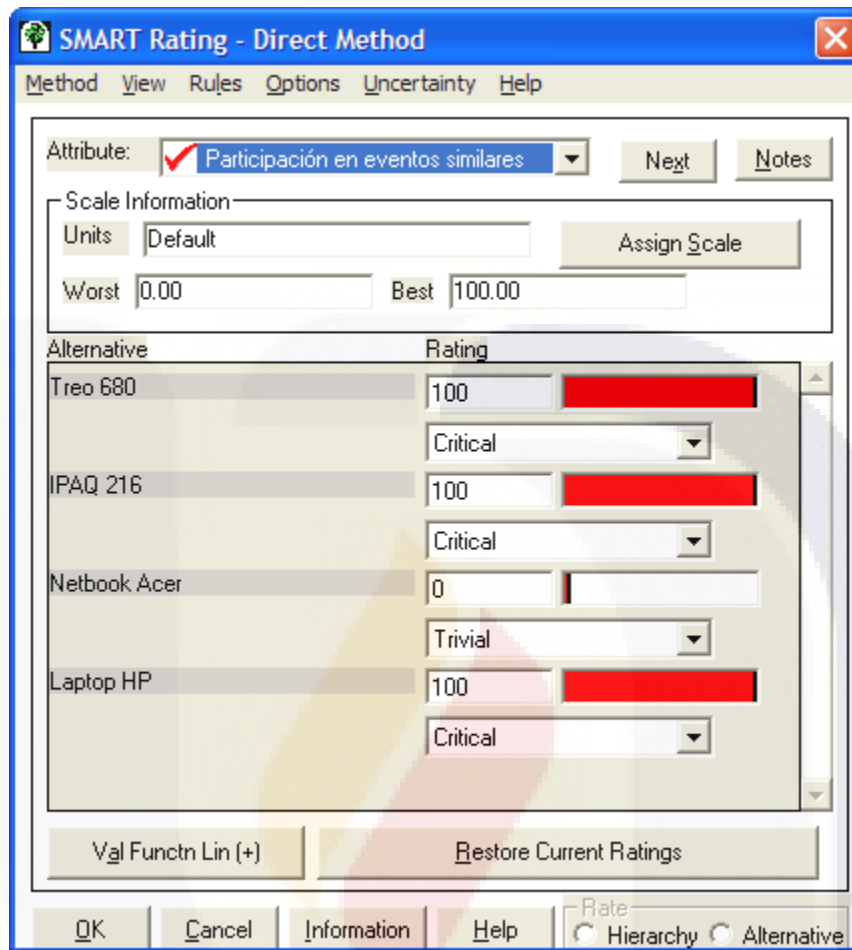 SMART Rating - Direct Method
Method View Rules Options Uncertainty Help
Attribute: Participación en eventos similares Next Notes
Scale Information
Units Default Assign Scale
Worst 0.00 Best 100.00
Alternative Rating
Treo 680 100
Critical
IPAQ 216 100
Critical
Netbook Acer 0
Trivial
Laptop HP 100
Critical
Val Functn Lin (+) Restore Current Ratings
OK Cancel Information Help Rate
Hierarchy Alternative